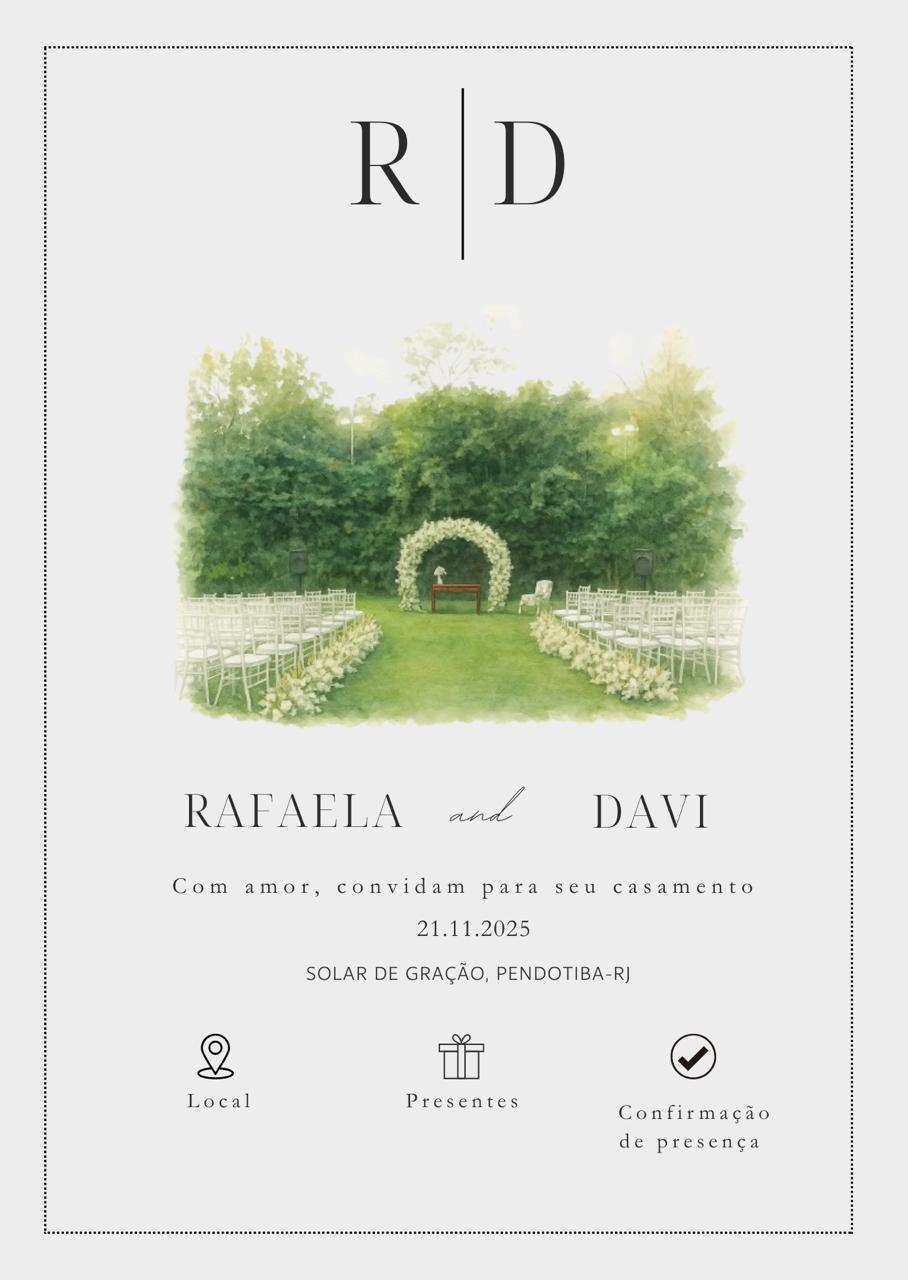 R | D
RAFAELA and DAVI
Com amor, convidam para seu casamento
21.11.2025
SOLAR DE GRAÇÃO, PENDOTIBA-RJ
Local
Presentes
Confirmação
de presença